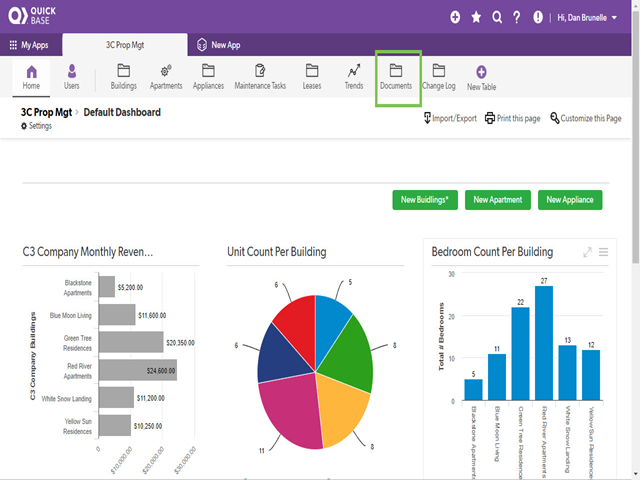 QUICK
BASE
Hi, Dan Brunelle
My Apps
3C Prop Mgt
New App
Home
Users
Buildings
Apartments
Appliances
Maintenance Tasks
Leases
Trends
Documents
Change Log
New Table
3C Prop Mgt > Default Dashboard
Settings
Import/Export
Print this page
Customize this Page
New Buidlings*
New Apartment
New Appliance
C3 Company Monthly Reven...
C3 Company Buildings
Blackstone
Apartments
$5,200.00
Blue Moon Living
$11,600.00
Green Tree
Residences
$20,350.00
Red River
Apartments
$24,600.00
White Snow Landing
$11,200.00
Yellow Sun
Residences
$10,250.00
0
$10,000.00
$20,000.00
$30,000.00
Unit Count Per Building
6
5
6
8
11
8
Bedroom Count Per Building
Total # Bedrooms
30
20
10
0
5
11
22
27
13
12
Blackstone Apartments
Blue Moon Living
Green Tree Residence
Red River Apartments
White Snow Landing
Yellow Sun Residences